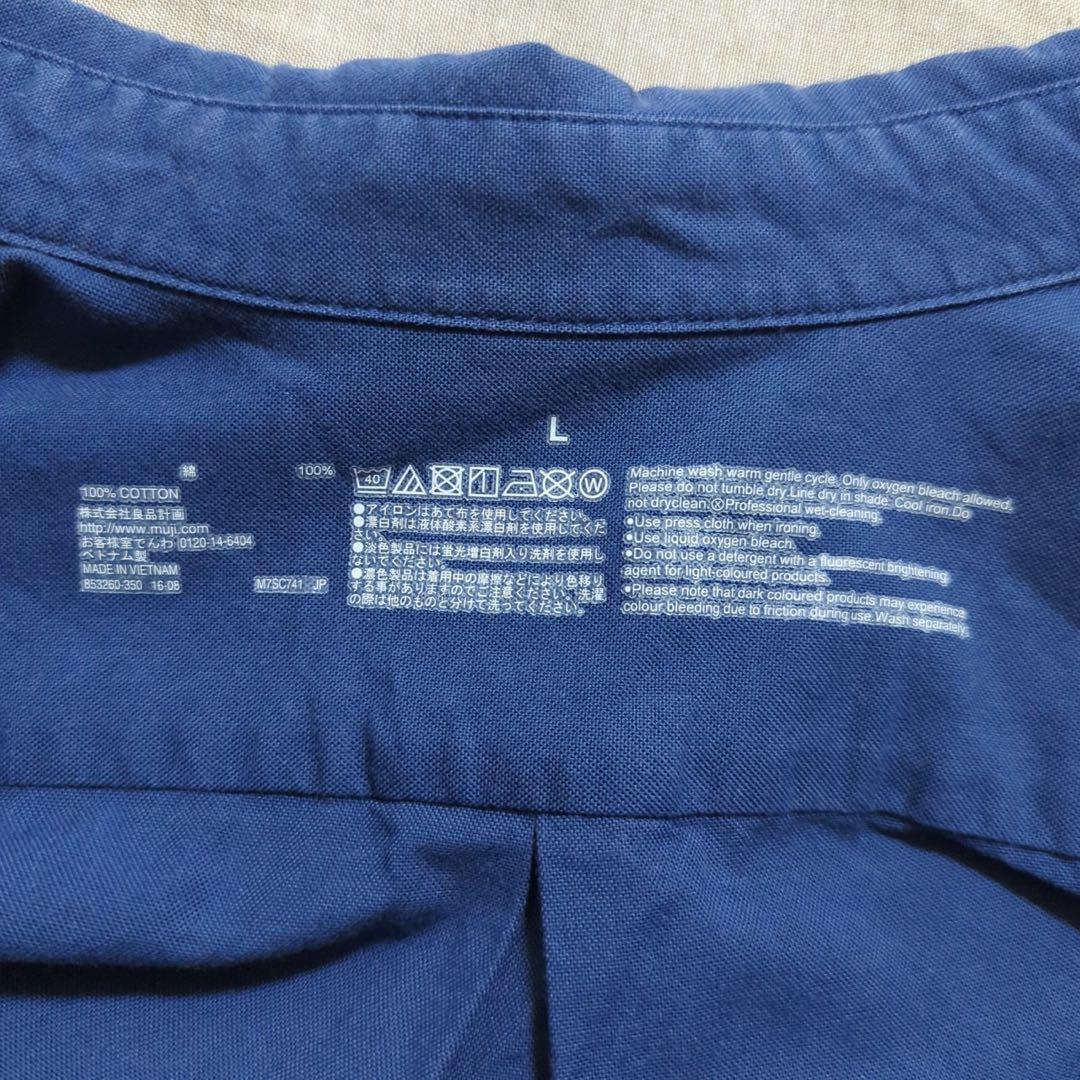 L
綿 100%
100% COTTON
株式会社良品計画
http://www.muji.com
お客様室でんわ 0120-14-6404
ベトナム製
MADE IN VIETNAM
853260-350 16-08 M7SC741 JP
40 W
●アイロンはあて布を使用してください。
●漂白剤は液体酸素系漂白剤を使用してくだ
さい。
●淡色製品には蛍光増白剤入り洗剤を使用し
ないでください。
●濃色製品は着用中の摩擦などにより色移り
する事がありますのでご注意ください。洗濯
の際は他のものと分けて洗ってください。
Machine wash warm gentle cycle. Only oxygen bleach allowed.
Please do not tumble dry. Line dry in shade. Cool iron. Do
not dryclean. ⓦProfessional wet-cleaning.
●Use press cloth when ironing.
●Use liquid oxygen bleach.
●Do not use a detergent with a fluorescent brightening
agent for light-coloured products.
●Please note that dark coloured products may experience
colour bleeding due to friction during use. Wash separately.